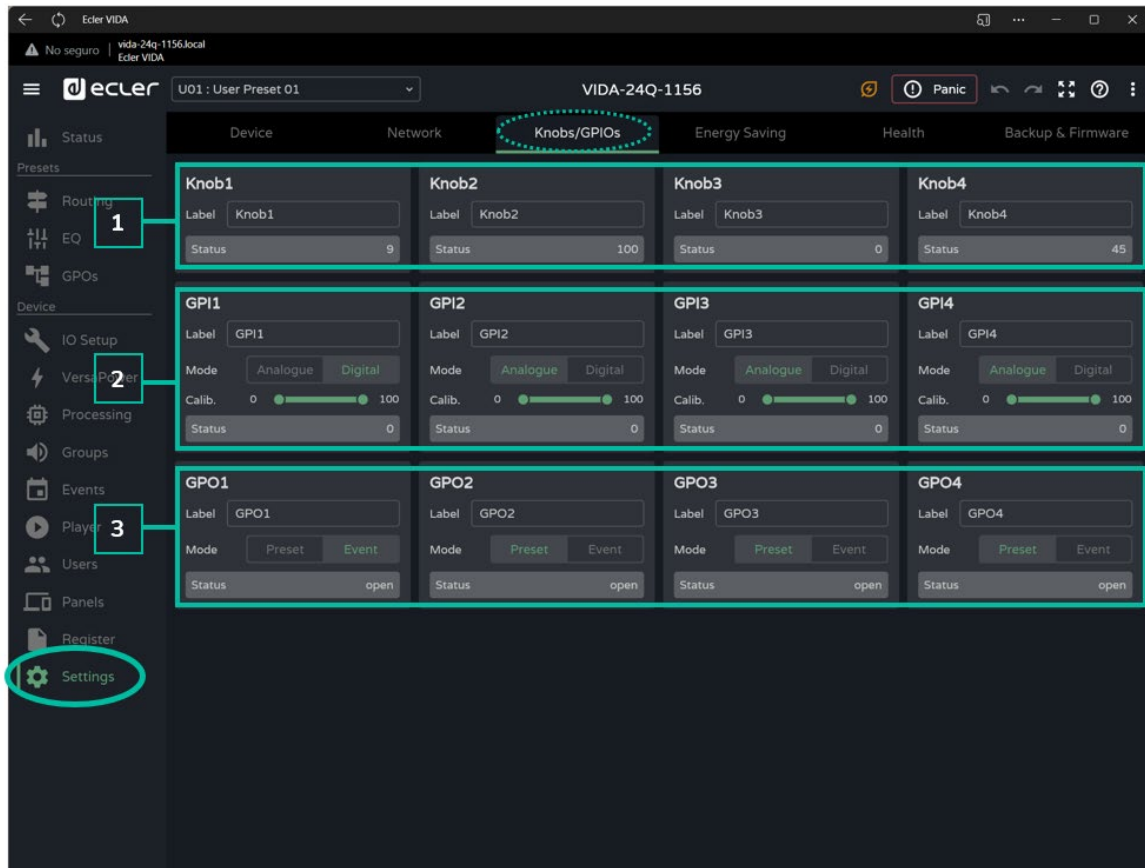 Ecler VIDA
No seguro | vida-24q-1156.local
Ecler VIDA
ecler U01 : User Preset 01 VIDA-24Q-1156 Panic
Status Device Network Knobs/GPIOs Energy Saving Health Backup & Firmware
Presets
Routing
EQ
GPOs
Device
IO Setup
VersaPower
Processing
Groups
Events
Player
Users
Panels
Register
Settings
1
Knob1 Knob2 Knob3 Knob4
Label Knob1 Label Knob2 Label Knob3 Label Knob4
Status 9 Status 100 Status 0 Status 45
2
GPI1 GPI2 GPI3 GPI4
Label GPI1 Label GPI2 Label GPI3 Label GPI4
Mode Analogue Digital Mode Analogue Digital Mode Analogue Digital Mode Analogue Digital
Calib. 0 100 Calib. 0 100 Calib. 0 100 Calib. 0 100
Status 0 Status 0 Status 0 Status 0
3
GPO1 GPO2 GPO3 GPO4
Label GPO1 Label GPO2 Label GPO3 Label GPO4
Mode Preset Event Mode Preset Event Mode Preset Event Mode Preset Event
Status open Status open Status open Status open